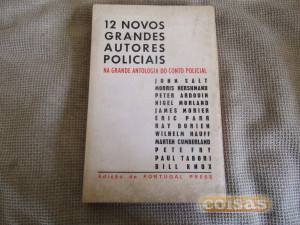 12 NOVOS
GRANDES
AUTORES
POLICIAIS
NA GRANDE ANTOLOGIA DO CONTO POLICIAL
JOHN SALT
MORRIS HERSHMAND
PETER ARDOUIN
NIGEL MORLAND
JAMES MORIER
ERIC PARR
RAY DORIEN
WILHELM HAUFF
MARTEN CUMBERLAND
PETE FRY
PAUL TABORI
BILL KNOX
edição de PORTUGAL PRESS
coisas